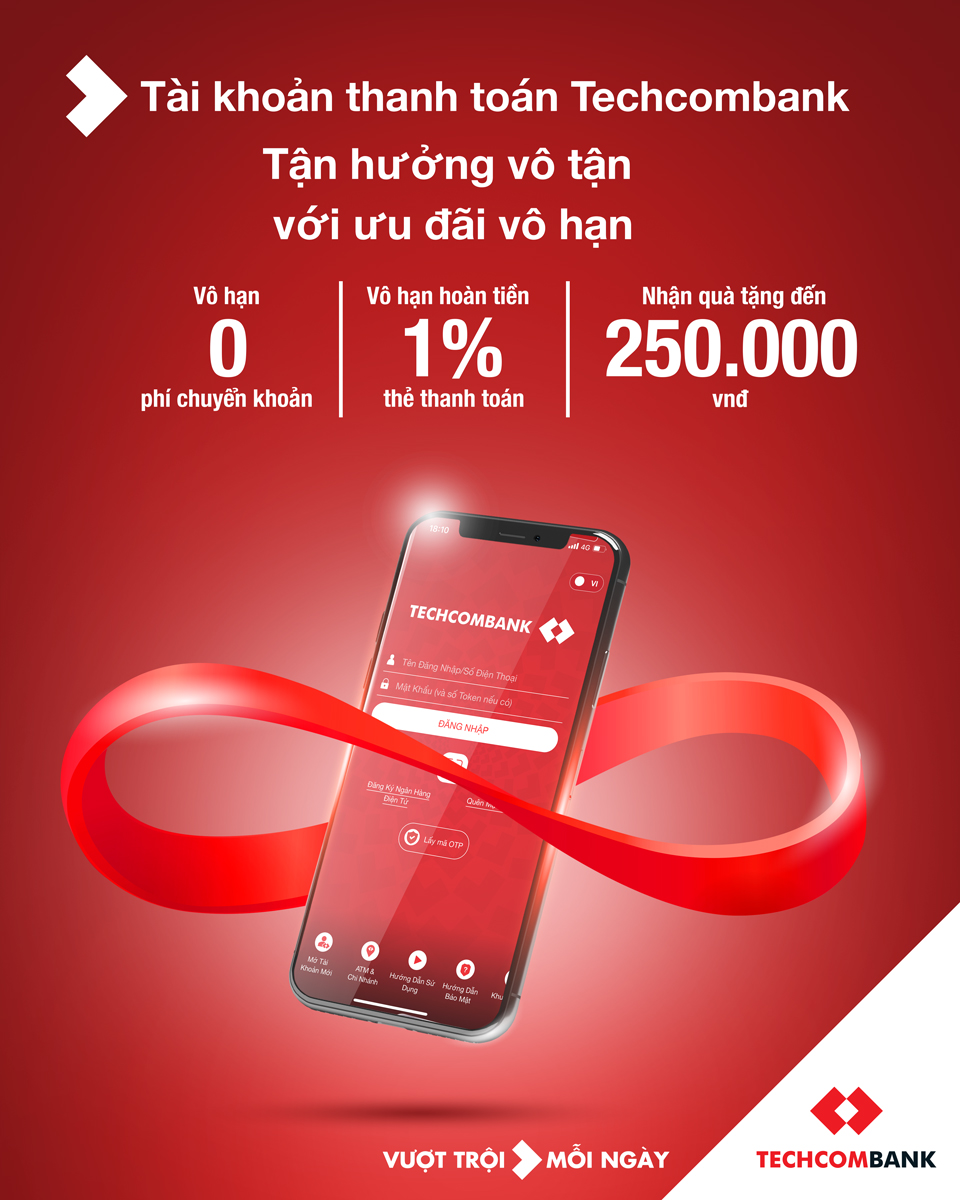 Tài khoản thanh toán Techcombank
Tận hưởng vô tận
với ưu đãi vô hạn
Vô hạn
0
phí chuyển khoản
Vô hạn hoàn tiền
1%
thẻ thanh toán
Nhận quà tặng đến
250.000
vnđ
18:10
4G
VI
TECHCOMBANK
Tên Đăng Nhập/Số Điện Thoại
Mật Khẩu (và số Token nếu có)
ĐĂNG NHẬP
Đăng Ký Ngân Hàng
Điện Tử
Quên
Lấy mã OTP
Mở Tài
Khoản Mới
ATM &
Chi Nhánh
Hướng Dẫn Sử
Dụng
Hướng Dẫn
Bảo Mật
VƯỢT TRỘI MỖI NGÀY
TECHCOMBANK